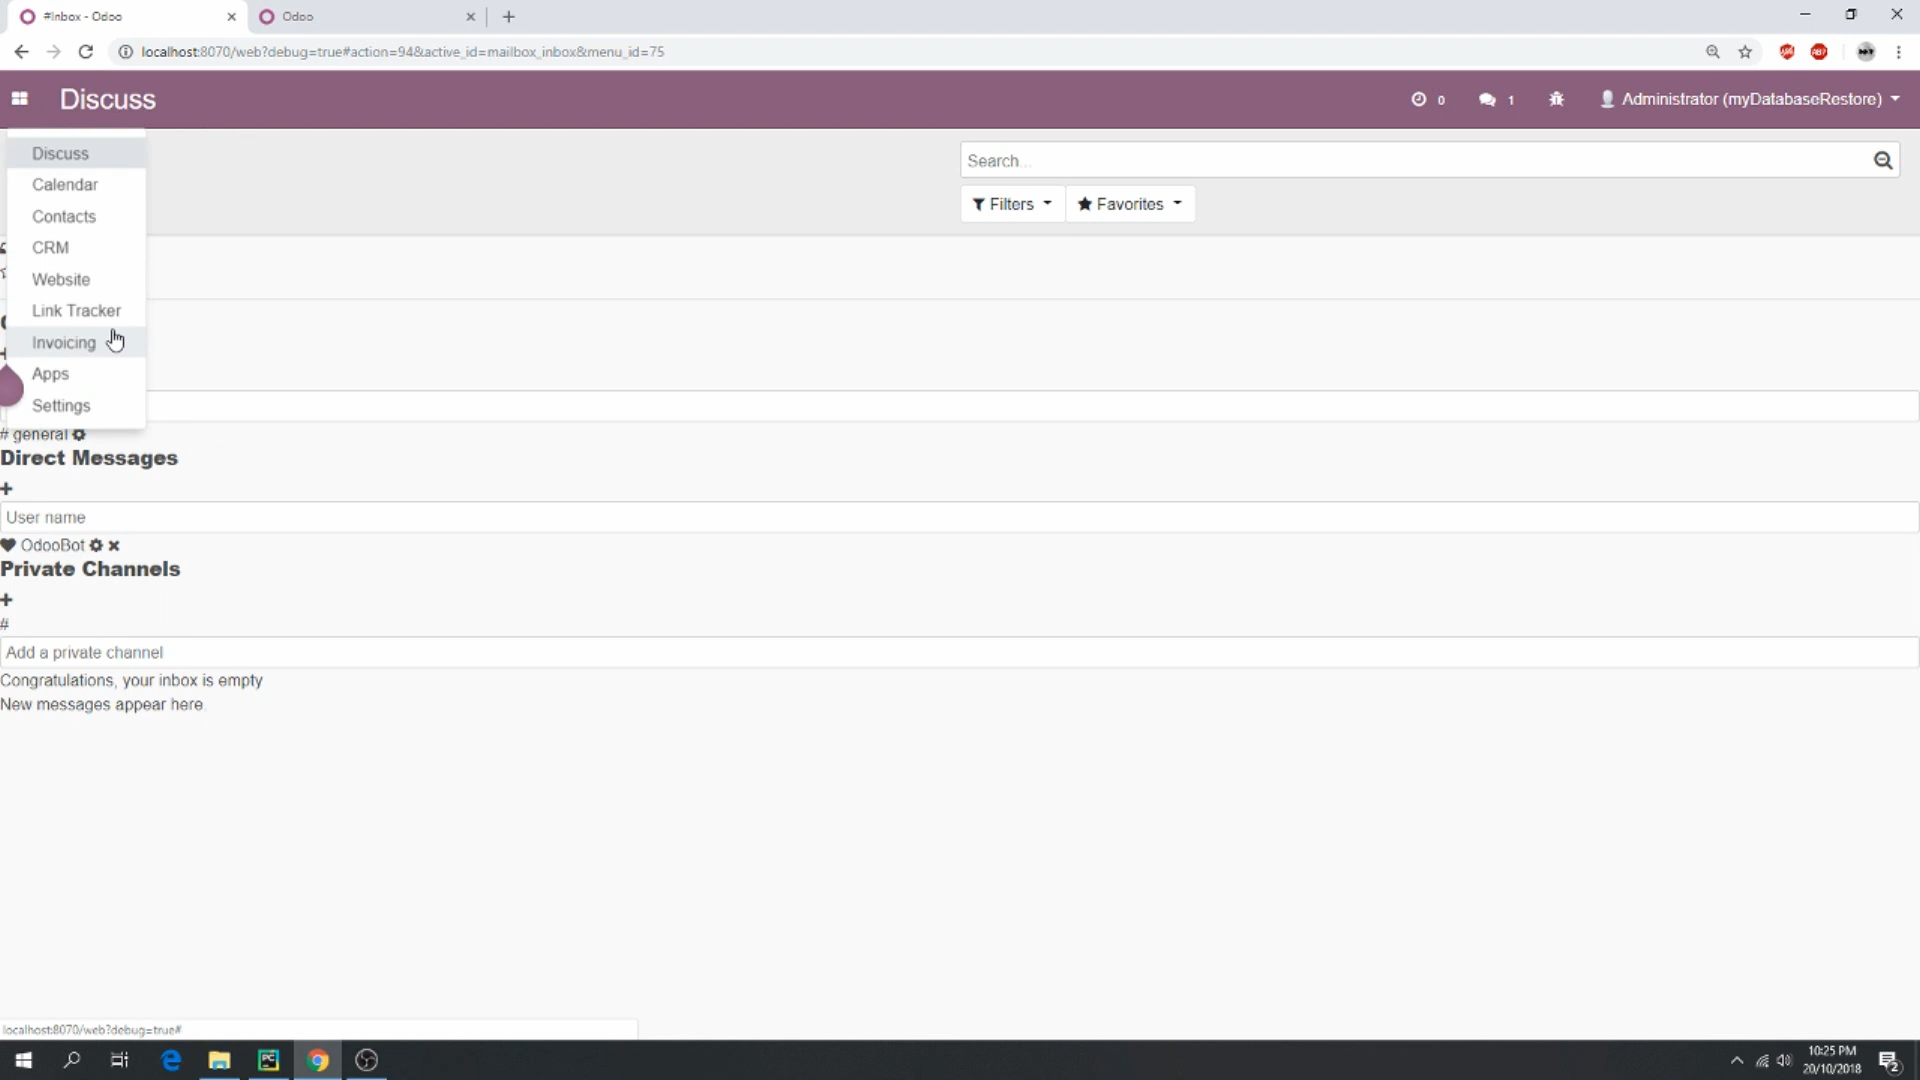 #Inbox - Odoo
Odoo
localhost:8070/web?debug=true#action=94&active_id=mailbox_inbox&menu_id=75
Discuss
0
1
Administrator (myDatabaseRestore)
Discuss
Calendar
Contacts
CRM
Website
Link Tracker
Invoicing
Apps
Settings
Search...
Filters
Favorites
# general
Direct Messages
+
User name
OdooBot
Private Channels
+
#
Add a private channel
Congratulations, your inbox is empty
New messages appear here.
localhost:8070/web?debug=true#
10:25 PM
20/10/2018
2